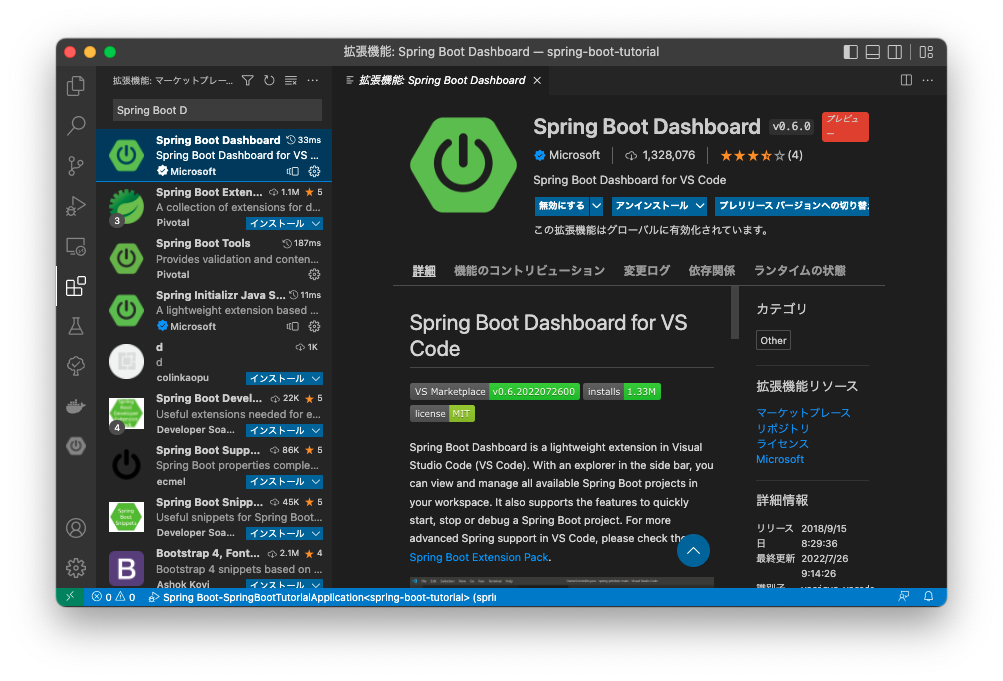 拡張機能: Spring Boot Dashboard — spring-boot-tutorial
拡張機能: マーケットプレー...
Spring Boot D
Spring Boot Dashboard 33ms
Spring Boot Dashboard for VS ...
Microsoft
Spring Boot Exten... 1.1M ★ 5
A collection of extensions for d...
3
Pivotal インストール
Spring Boot Tools 187ms
Provides validation and conten...
Pivotal
Spring Initializr Java S... 11ms
A lightweight extension based ...
Microsoft
d 1K
d
colinkaopu インストール
Spring Boot Devel... 22K ★ 5
Useful extensions needed for e...
4
Developer Soa... インストール
Spring Boot Supp... 86K ★ 5
Spring Boot properties comple...
ecmel インストール
Spring Boot Snipp... 45K ★ 5
Spring
Boot
Snippets
Useful snippets for Spring Boot...
Developer Soa... インストール
Bootstrap 4, Font... 2.1M ★ 4
B
Bootstrap 4 snippets based on ...
Ashok Koyi インストール
拡張機能: Spring Boot Dashboard
Spring Boot Dashboard v0.6.0 プレビュ
ー
Microsoft 1,328,076 (4)
Spring Boot Dashboard for VS Code
無効にする アンインストール プレリリース バージョンへの切り替
この拡張機能はグローバルに有効化されています。
詳細 機能のコントリビューション 変更ログ 依存関係 ランタイムの状態
Spring Boot Dashboard for VS
Code
VS Marketplace v0.6.2022072600 installs 1.33M
license MIT
Spring Boot Dashboard is a lightweight extension in Visual
Studio Code (VS Code). With an explorer in the side bar, you
can view and manage all available Spring Boot projects in
your workspace. It also supports the features to quickly
start, stop or debug a Spring Boot project. For more
advanced Spring support in VS Code, please check the
Spring Boot Extension Pack.
カテゴリ
Other
拡張機能リソース
マーケットプレース
リポジトリ
ライセンス
Microsoft
詳細情報
リリース 2018/9/15
日 8:29:36
最終更新 2022/7/26
9:14:26
識別子
0 0 Spring Boot-SpringBootTutorialApplication<spring-boot-tutorial> (spri